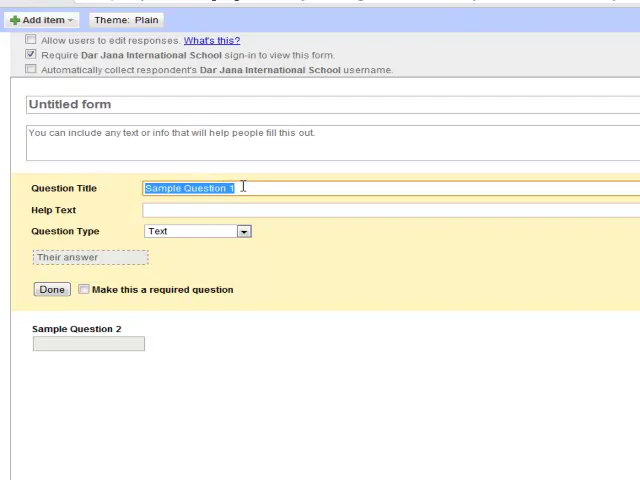 Add item Theme: Plain
Allow users to edit responses. What's this?
Require Dar Jana International School sign-in to view this form.
Automatically collect respondent's Dar Jana International School username.
Untitled form
You can include any text or info that will help people fill this out.
Question Title Sample Question 1
Help Text
Question Type Text
Their answer
Done Make this a required question
Sample Question 2